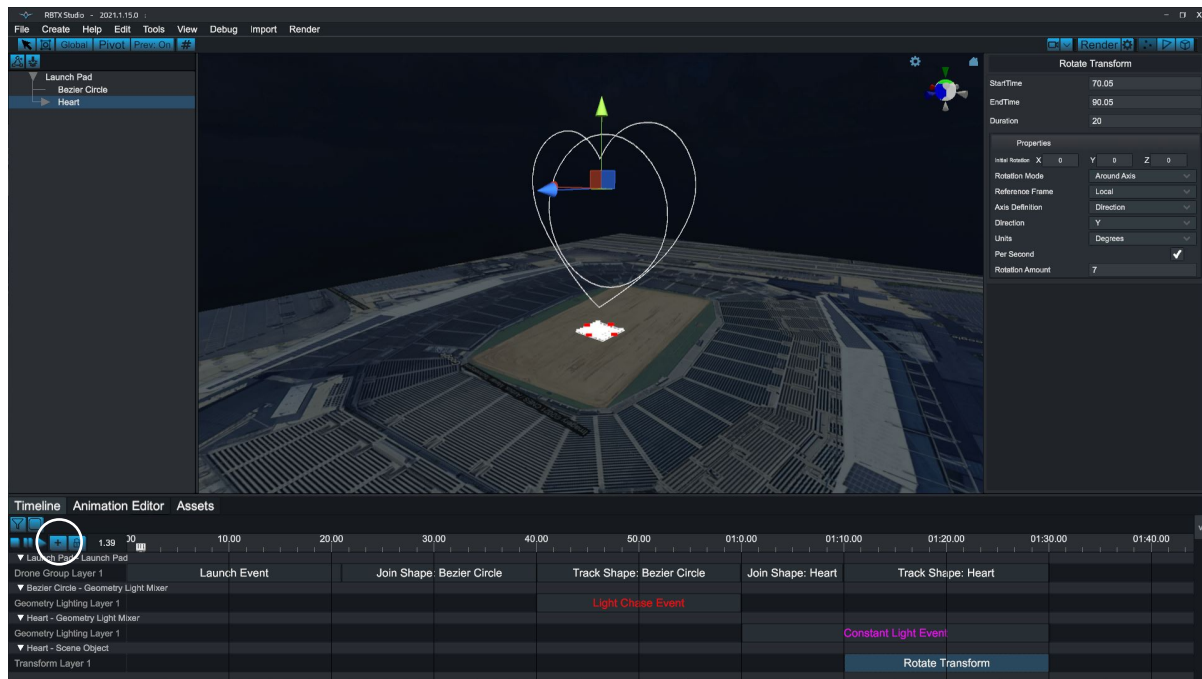 RBTX Studio - 2021.1.15.0
File Create Help Edit Tools View Debug Import Render
Global Pivot Prev: On # Render
Launch Pad
Bezier Circle
Heart
Rotate Transform
StartTime 70.05
EndTime 90.05
Duration 20
Properties
Initial Rotation X 0 Y 0 Z 0
Rotation Mode Around Axis
Reference Frame Local
Axis Definition Direction
Direction Y
Units Degrees
Per Second
Rotation Amount 7
Timeline Animation Editor Assets
1.39 10.00 20.00 30.00 40.00 50.00 01:0.00 01:10.00 01:20.00 01:30.00 01:40.00
Launch Pad - Launch Pad
Drone Group Layer 1 Launch Event Join Shape: Bezier Circle Track Shape: Bezier Circle Join Shape: Heart Track Shape: Heart
Bezier Circle - Geometry Light Mixer
Geometry Lighting Layer 1 Light Chase Event
Heart - Geometry Light Mixer
Geometry Lighting Layer 1 Constant Light Event
Heart - Scene Object
Transform Layer 1 Rotate Transform